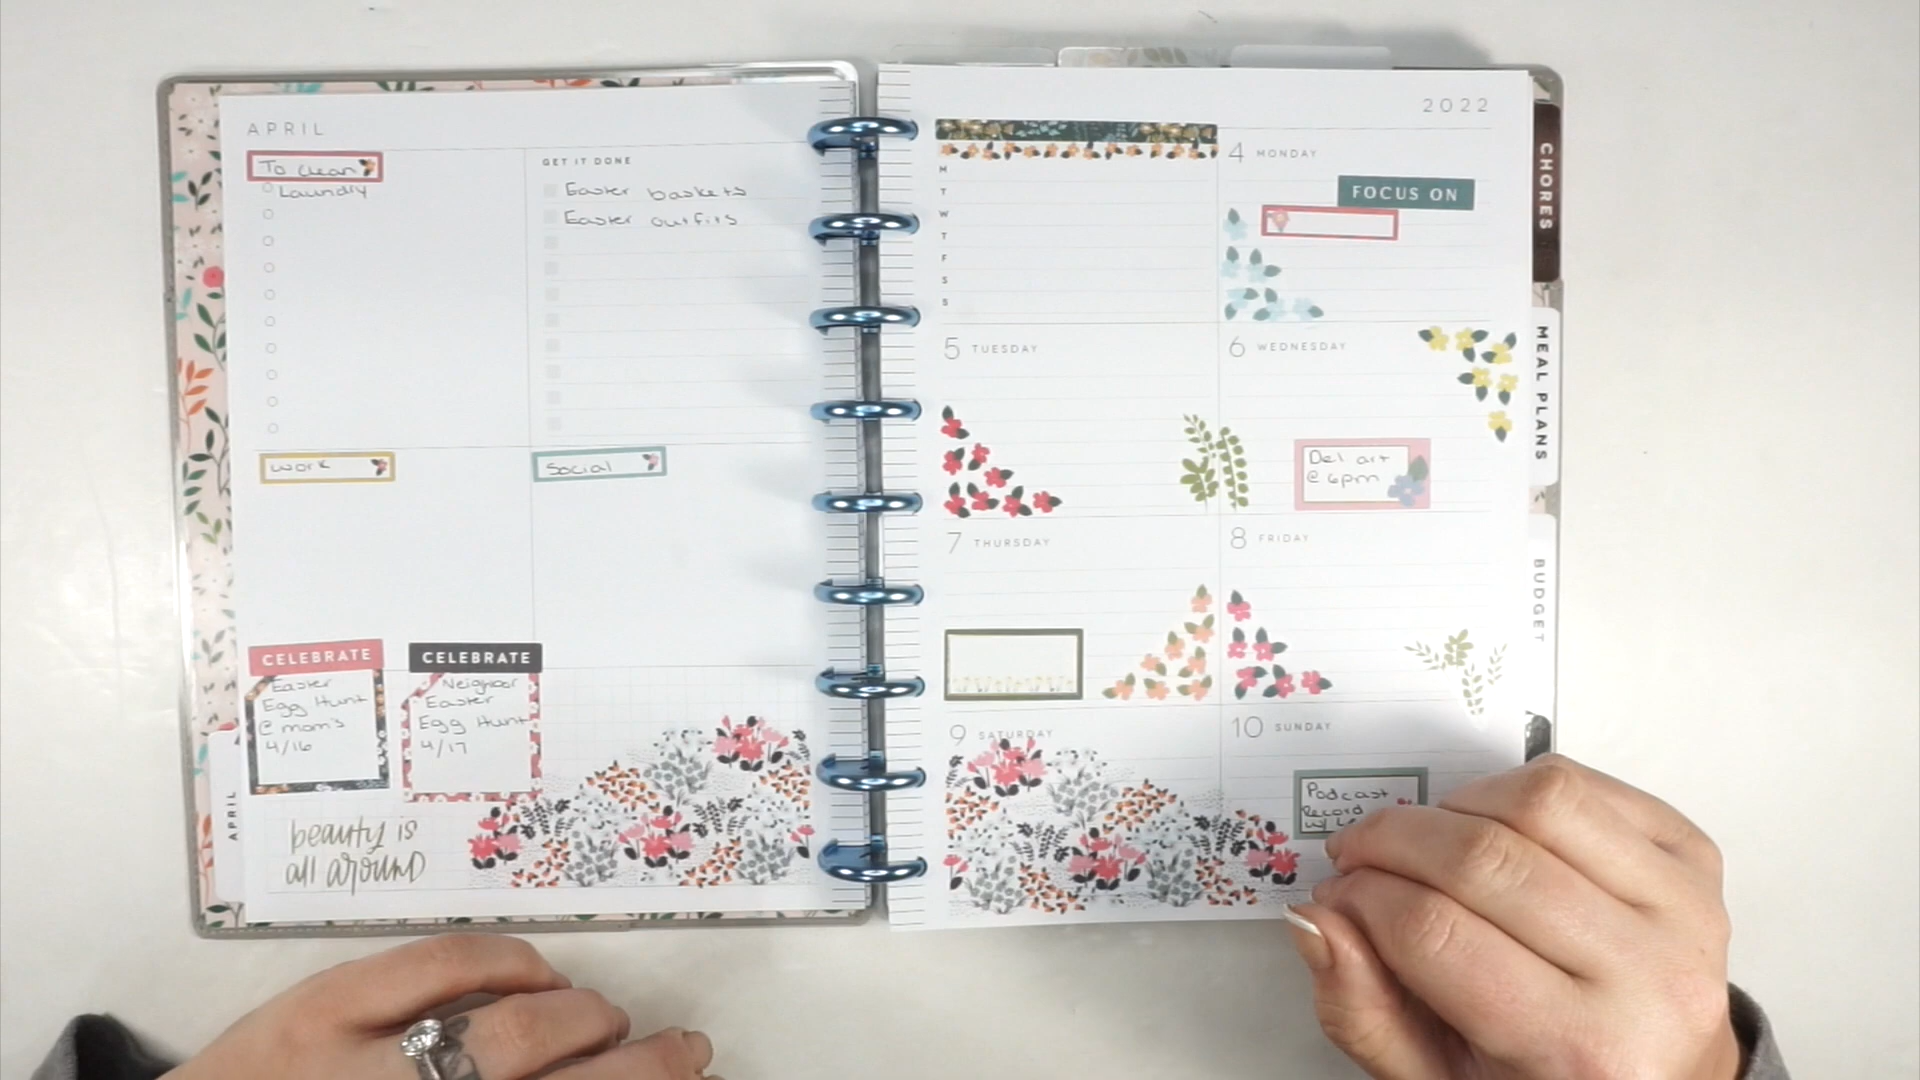 APRIL
To clean
Laundry
GET IT DONE
Easter baskets
Easter outfits
work
Social
CELEBRATE
Easter
Egg Hunt
@ mom's
4/16
CELEBRATE
Neighbor
Easter
Egg Hunt
4/17
beauty is
all around
APRIL
2022
M
T
W
T
F
S
S
4 MONDAY
FOCUS ON
5 TUESDAY
6 WEDNESDAY
Del art
@ 6pm
7 THURSDAY
8 FRIDAY
9 SATURDAY
10 SUNDAY
Podcast
Record
w/
CHORES
MEAL PLANS
BUDGET